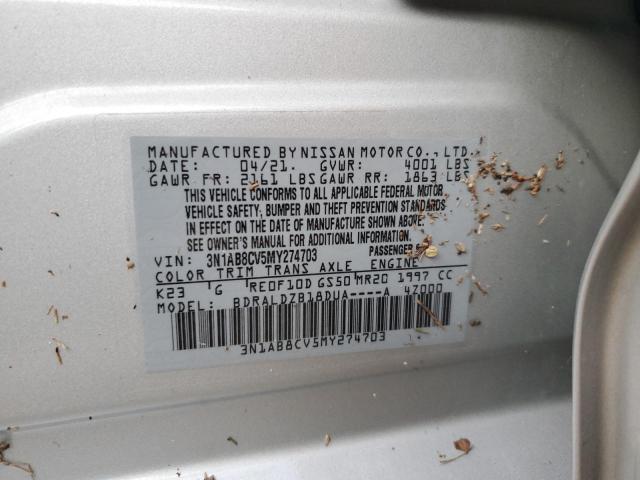 MANUFACTURED BY NISSAN MOTOR CO., LTD.
DATE: 04/21 GVWR: 4001 LBS
GAWR FR: 2161 LBS GAWR RR: 1863 LBS
THIS VEHICLE CONFORMS TO ALL APPLICABLE FEDERAL MOTOR
VEHICLE SAFETY, BUMPER AND THEFT PREVENTION STANDARDS
IN EFFECT ON THE DATE OF MANUFACTURE SHOWN ABOVE.
SEE OWNER'S MANUAL FOR ADDITIONAL INFORMATION.
VIN: 3N1AB8CV5MY274703 PASSENGER
COLOR TRIM TRANS AXLE ENGINE
K23 G RE0F10D GS50 MR20 1997 CC
MODEL: BDRALDZB18DUA----A 47000
3N1AB8CV5MY274703